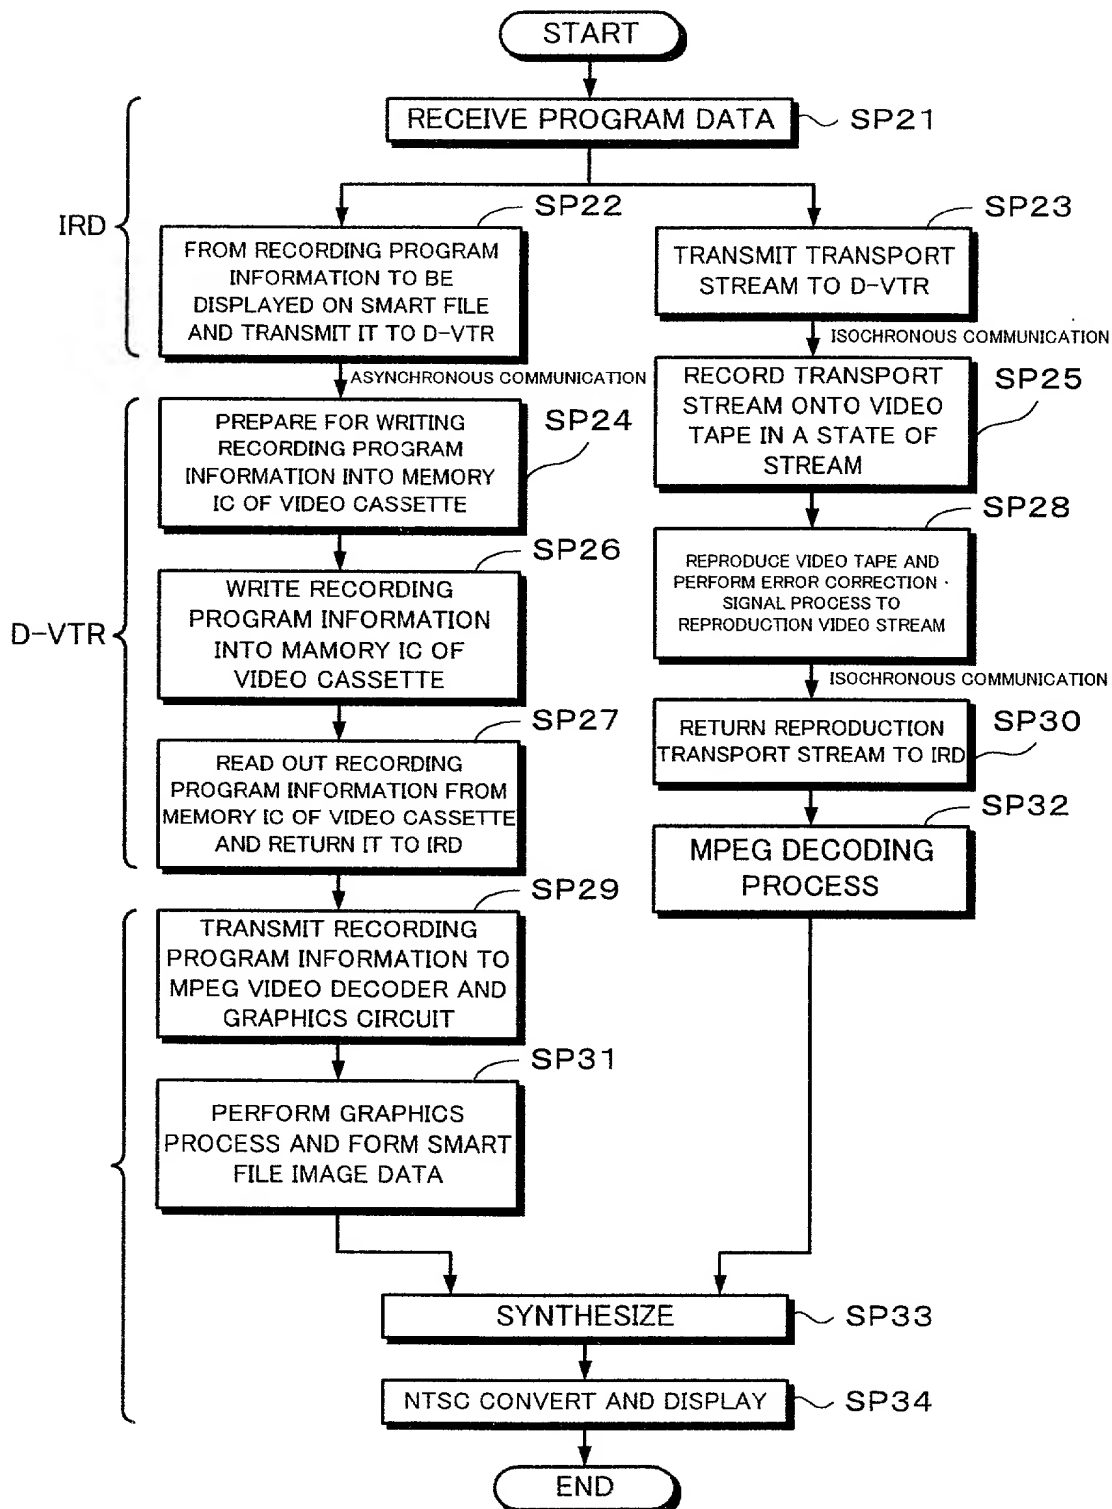 START
RECEIVE PROGRAM DATA
SP21
IRD
SP22
FROM RECORDING PROGRAM
INFORMATION TO BE
DISPLAYED ON SMART FILE
AND TRANSMIT IT TO D-VTR
SP23
TRANSMIT TRANSPORT
STREAM TO D-VTR
ISOCHRONOUS COMMUNICATION
ASYNCHRONOUS COMMUNICATION
D-VTR
SP24
PREPARE FOR WRITING
RECORDING PROGRAM
INFORMATION INTO MEMORY
IC OF VIDEO CASSETTE
SP25
RECORD TRANSPORT
STREAM ONTO VIDEO
TAPE IN A STATE OF
STREAM
SP26
WRITE RECORDING
PROGRAM INFORMATION
INTO MAMORY IC OF
VIDEO CASSETTE
SP28
REPRODUCE VIDEO TAPE AND
PERFORM ERROR CORRECTION ·
SIGNAL PROCESS TO
REPRODUCTION VIDEO STREAM
ISOCHRONOUS COMMUNICATION
SP27
READ OUT RECORDING
PROGRAM INFORMATION FROM
MEMORY IC OF VIDEO CASSETTE
AND RETURN IT TO IRD
SP30
RETURN REPRODUCTION
TRANSPORT STREAM TO IRD
SP32
MPEG DECODING
PROCESS
SP29
TRANSMIT RECORDING
PROGRAM INFORMATION TO
MPEG VIDEO DECODER AND
GRAPHICS CIRCUIT
SP31
PERFORM GRAPHICS
PROCESS AND FORM SMART
FILE IMAGE DATA
SYNTHESIZE
SP33
NTSC CONVERT AND DISPLAY
SP34
END